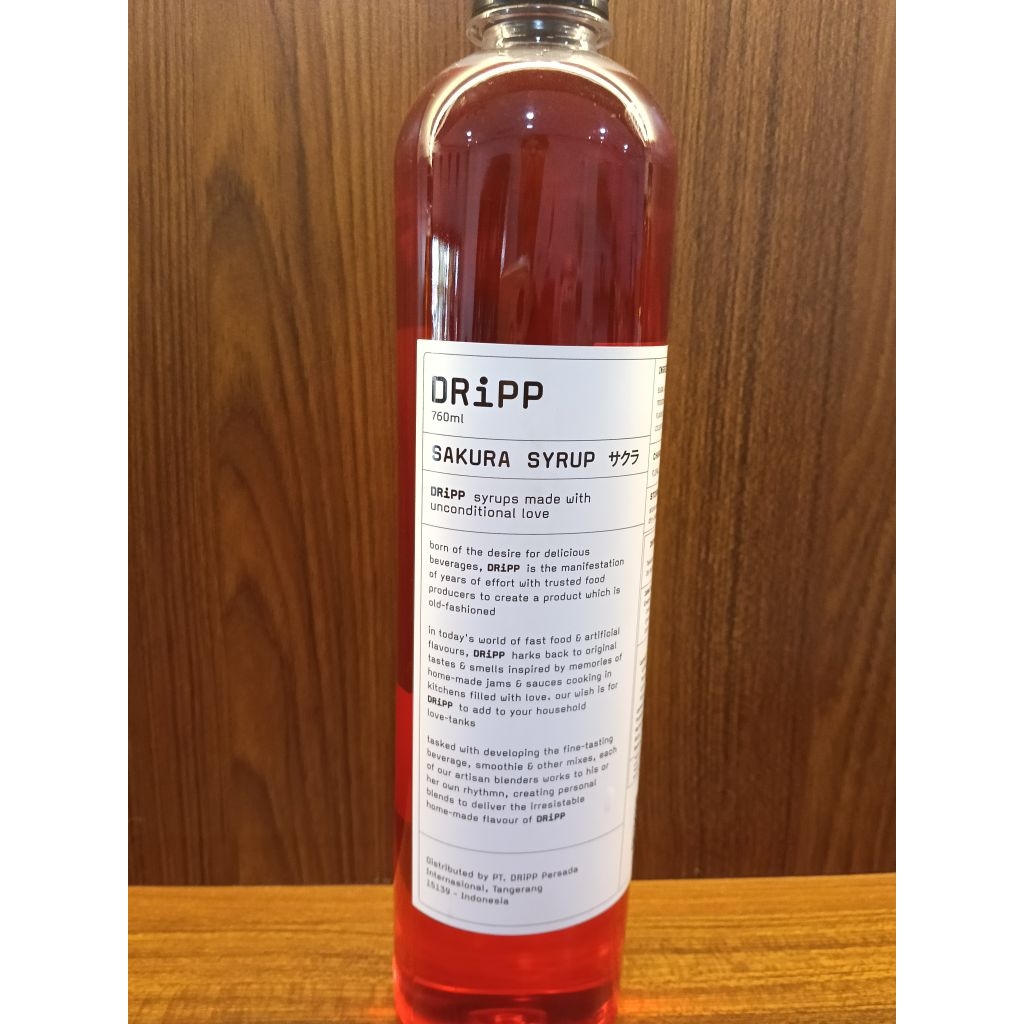 DRiPP
760ml
SAKURA SYRUP サクラ
DRiPP syrups made with
unconditional love
born of the desire for delicious
beverages, DRiPP is the manifestation
of years of effort with trusted food
producers to create a product which is
old-fashioned
in today's world of fast food & artificial
flavours, DRiPP harks back to original
tastes & smells inspired by memories of
home-made jams & sauces cooking in
kitchens filled with love. our wish is for
DRiPP to add to your household
love-tanks
tasked with developing the fine-tasting
beverage, smoothie & other mixes, each
of our artisan blenders works to his or
her own rhythmn, creating personal
blends to deliver the irresistable
home-made flavour of DRiPP
Distributed by PT. DRIPP Persada
Internasional, Tangerang
15139 - Indonesia